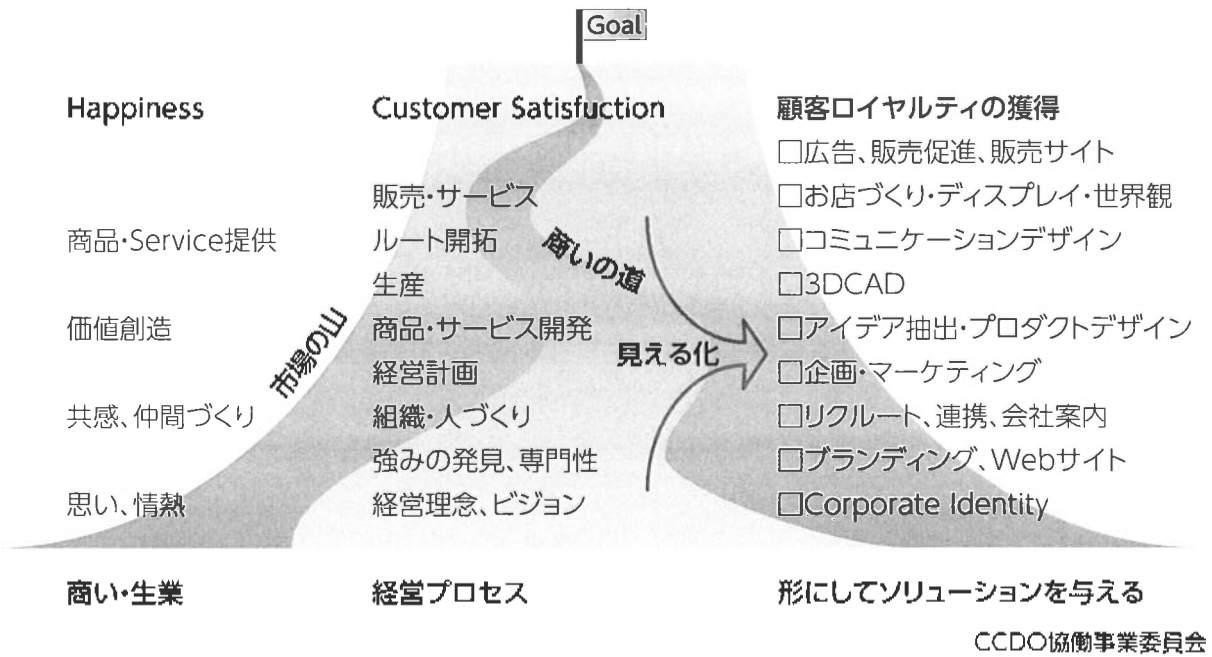 Goal
Happiness
Customer Satisfuction
顧客ロイヤルティの獲得
□広告、販売促進、販売サイト
販売・サービス
□お店づくり・ディスプレイ・世界観
商品・Service提供
ルート開拓
商いの道
□コミュニケーションデザイン
生産
□3DCAD
価値創造
市場の山
商品・サービス開発
見える化
□アイデア抽出・プロダクトデザイン
経営計画
□企画・マーケティング
共感、仲間づくり
組織・人づくり
□リクルート、連携、会社案内
強みの発見、専門性
□ブランディング、Webサイト
思い、情熱
経営理念、ビジョン
□Corporate Identity
商い・生業
経営プロセス
形にしてソリューションを与える
CCDO協働事業委員会